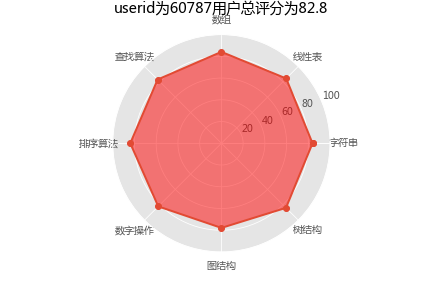 userid为60787用户总评分为82.8
数组
查找算法
线性表
100
80
60
40
20
排序算法
字符串
数字操作
树结构
图结构